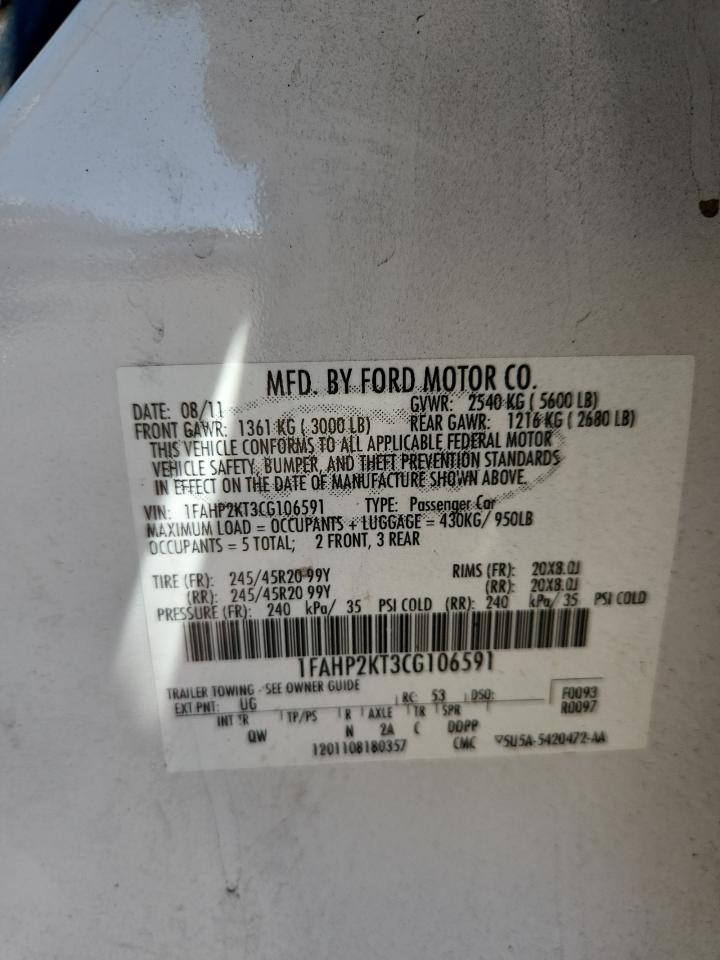 MFD. BY FORD MOTOR CO.
DATE: 08/11 GVWR: 2540 KG ( 5600 LB)
FRONT GAWR: 1361 KG ( 3000 LB) REAR GAWR: 1216 KG ( 2680 LB)
THIS VEHICLE CONFORMS TO ALL APPLICABLE FEDERAL MOTOR
VEHICLE SAFETY, BUMPER, AND THEFT PREVENTION STANDARDS
IN EFFECT ON THE DATE OF MANUFACTURE SHOWN ABOVE.
VIN: 1FAHP2KT3CG106591 TYPE: Passenger Car
MAXIMUM LOAD = OCCUPANTS + LUGGAGE = 430KG/ 950LB
OCCUPANTS = 5 TOTAL; 2 FRONT, 3 REAR
TIRE (FR): 245/45R20 99Y RIMS (FR): 20X8.0J
(RR): 245/45R20 99Y (RR): 20X8.0J
PRESSURE (FR): 240 kPa/ 35 PSI COLD (RR): 240 kPa/ 35 PSI COLD
1FAHP2KT3CG106591
TRAILER TOWING - SEE OWNER GUIDE
EXT PNT: UG RC: 53 DSO: F0093
R0097
INT TR TP/PS R AXLE TR SPR
QW N 2A C DDPP
1201108180357 CMC 5U5A-5420472-AA